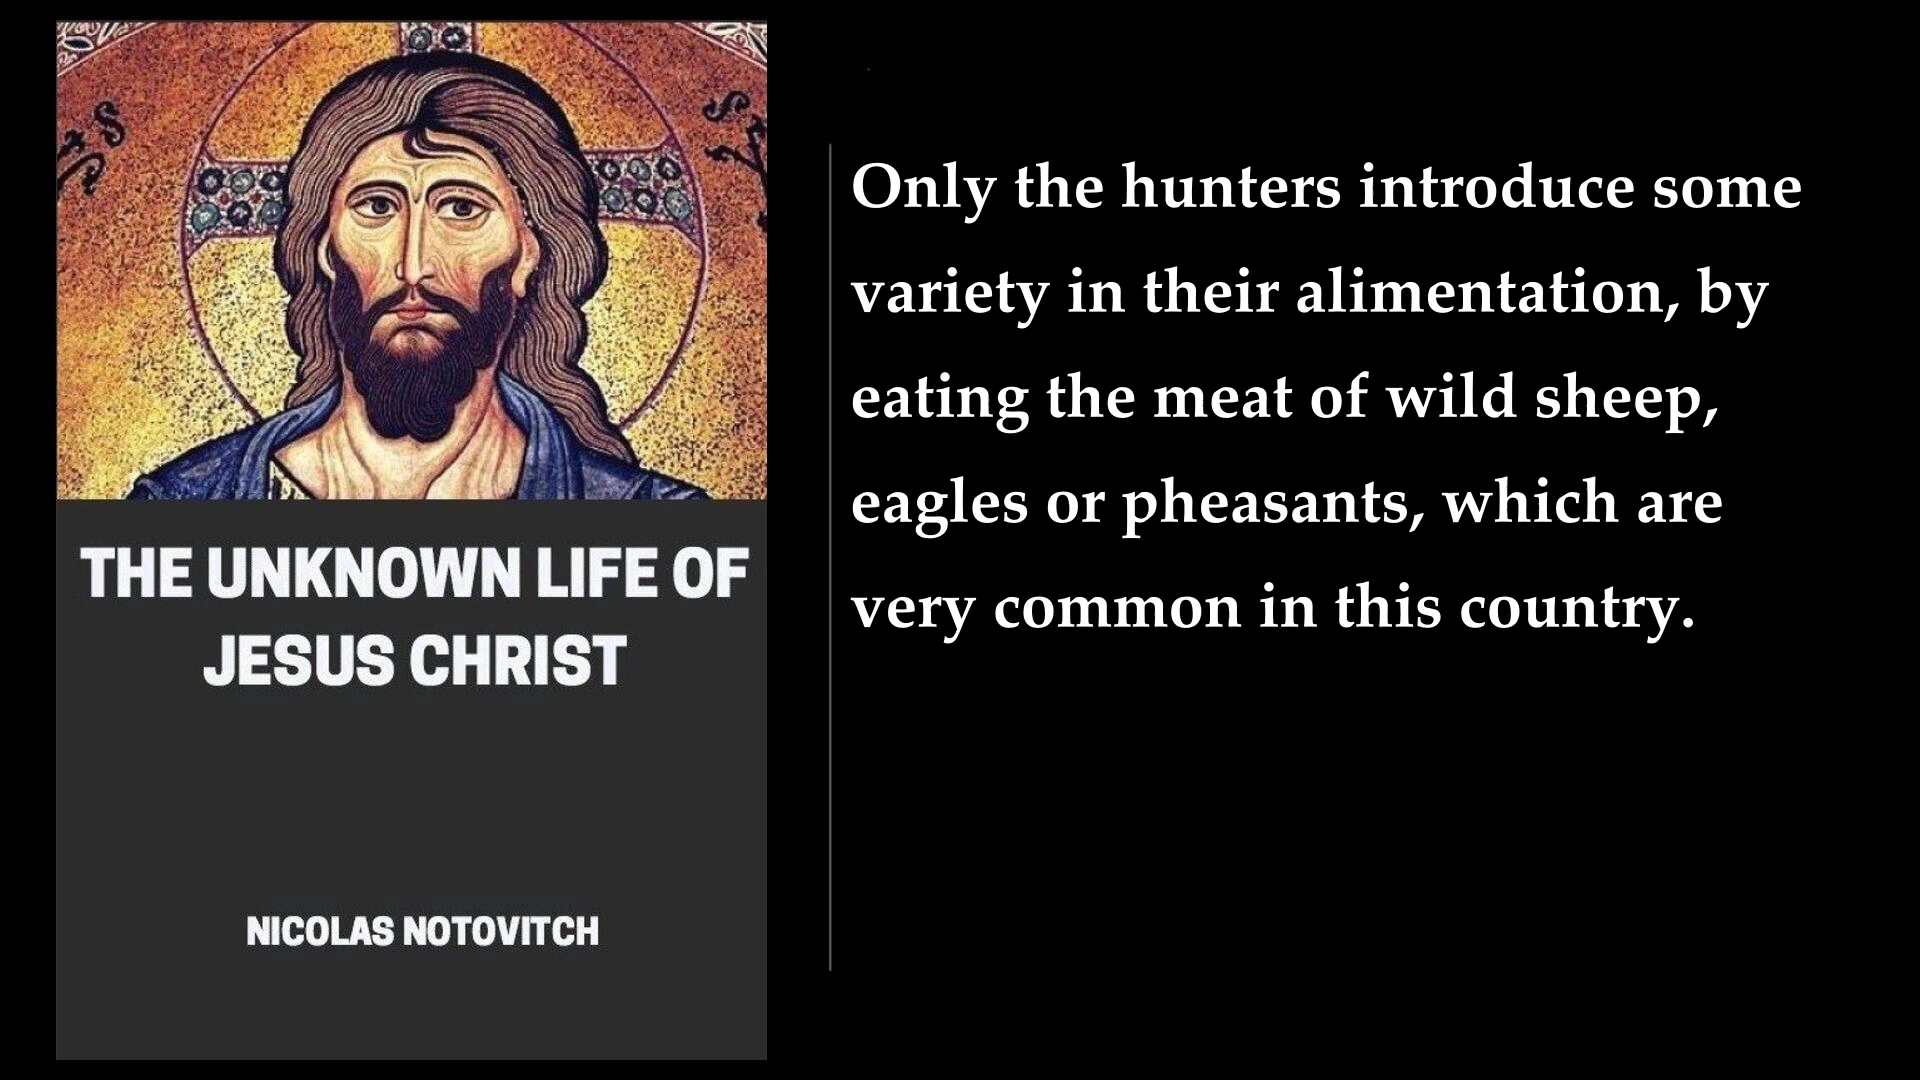 THE UNKNOWN LIFE OF
JESUS CHRIST
NICOLAS NOTOVITCH
Only the hunters introduce some
variety in their alimentation, by
eating the meat of wild sheep,
eagles or pheasants, which are
very common in this country.